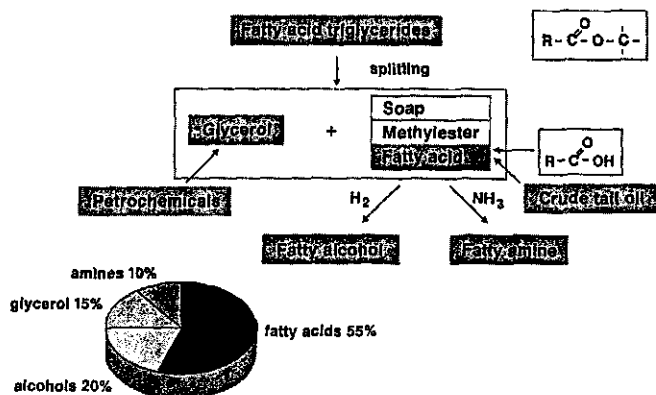 Fatty acid triglycerides
O
R-C-O-C-
splitting
Glycerol
+
Soap
Methylester
Fatty acid
O
R-C-OH
Petrochemicals
H₂
NH₃
Crude tall oil
Fatty alcohol
Fatty amine
amines 10%
glycerol 15%
fatty acids 55%
alcohols 20%